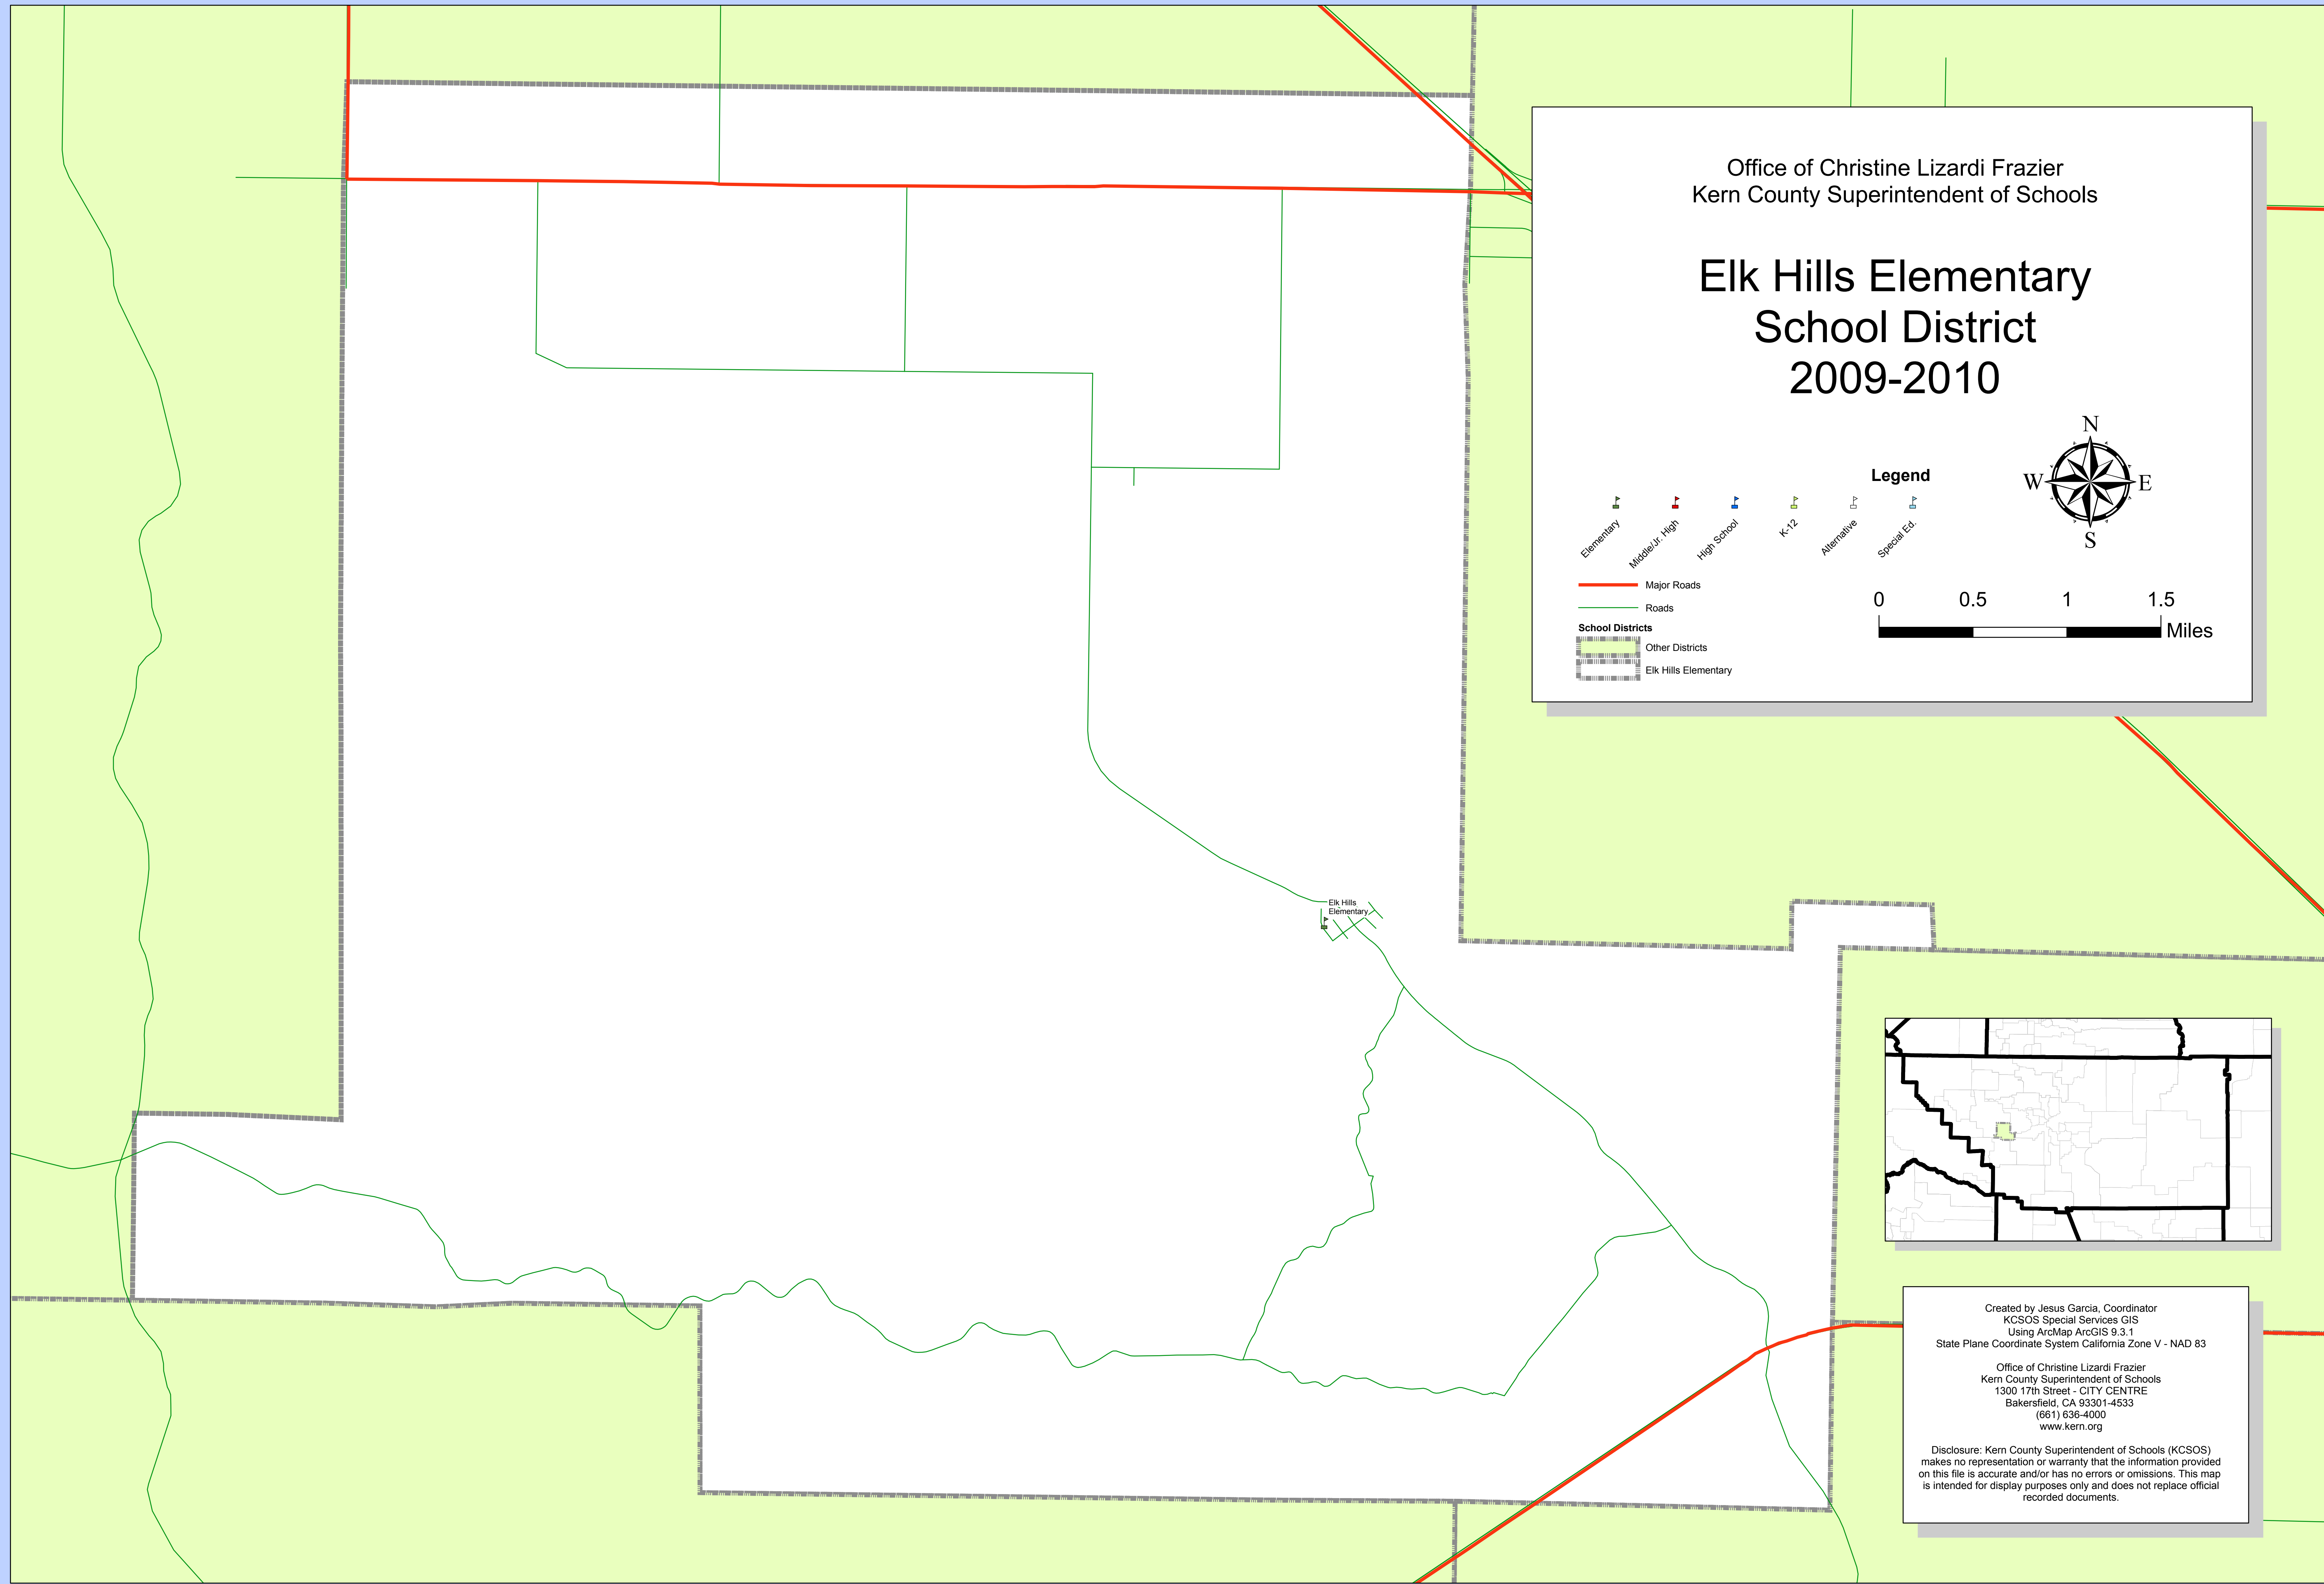 Office of Christine Lizardi Frazier
Kern County Superintendent of Schools
Elk Hills Elementary
School District
2009-2010
N
W
E
S
Legend
Elementary
Middle/Jr. High
High School
K-12
Alternative
Special Ed.
Major Roads
Roads
School Districts
Other Districts
Elk Hills Elementary
0 0.5 1 1.5
Miles
Elk Hills
Elementary
Created by Jesus Garcia, Coordinator
KCSOS Special Services GIS
Using ArcMap ArcGIS 9.3.1
State Plane Coordinate System California Zone V - NAD 83
Office of Christine Lizardi Frazier
Kern County Superintendent of Schools
1300 17th Street - CITY CENTRE
Bakersfield, CA 93301-4533
(661) 636-4000
www.kern.org
Disclosure: Kern County Superintendent of Schools (KCSOS)
makes no representation or warranty that the information provided
on this file is accurate and/or has no errors or omissions. This map
is intended for display purposes only and does not replace official
recorded documents.